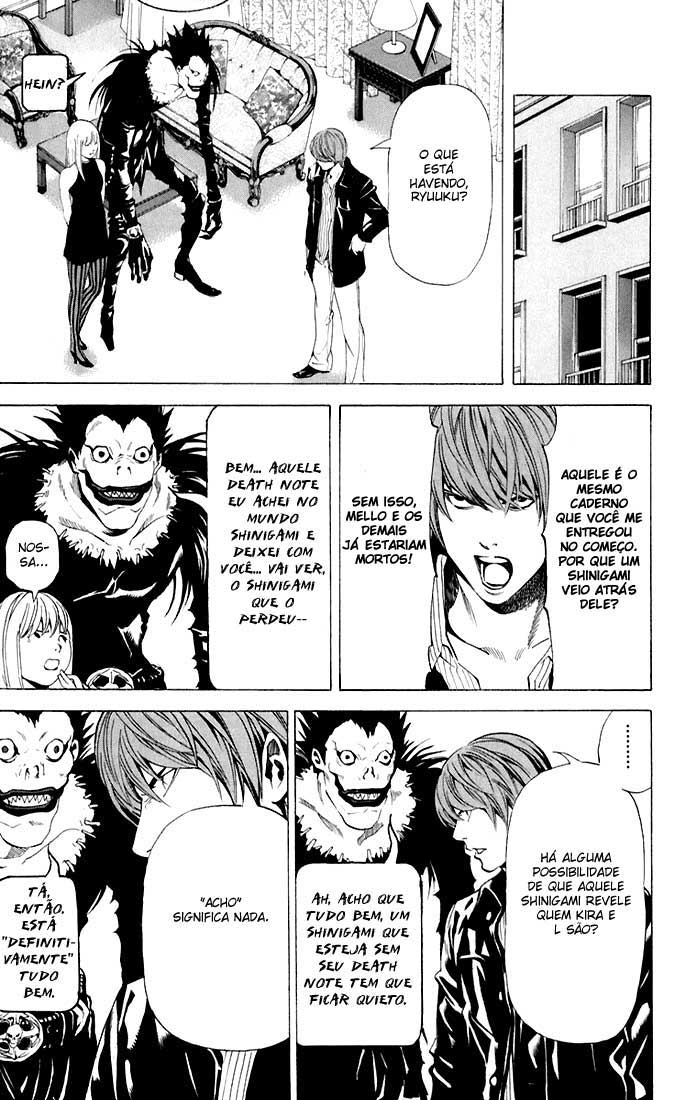 O QUE
ESTÁ
HAVENDO,
RYUUKU?
HEIN?
AQUELE É O
MESMO
CADERNO
QUE VOCÊ ME
ENTREGOU
NO COMEÇO.
POR QUE UM
SHINIGAMI
VEIO ATRÁS
DELE?
SEM ISSO,
MELLO E OS
DEMAIS
JÁ ESTARIAM
MORTOS!
BEM... AQUELE
DEATH NOTE
EU ACHEI NO
MUNDO
SHINIGAMI E
DEIXEI COM
VOCÊ... VAI VER,
O SHINIGAMI
QUE O
PERDEU--
NOS-
SA...
........
HÁ ALGUMA
POSSIBILIDADE
DE QUE AQUELE
SHINIGAMI REVELE
QUEM KIRA E
L SÃO?
AH, ACHO QUE
TUDO BEM, UM
SHINIGAMI QUE
ESTEJA SEM
SEU DEATH
NOTE TEM QUE
FICAR QUIETO.
"ACHO"
SIGNIFICA NADA.
TÁ,
ENTÃO.
ESTÁ
"DEFINITI-
VAMENTE"
TUDO
BEM.